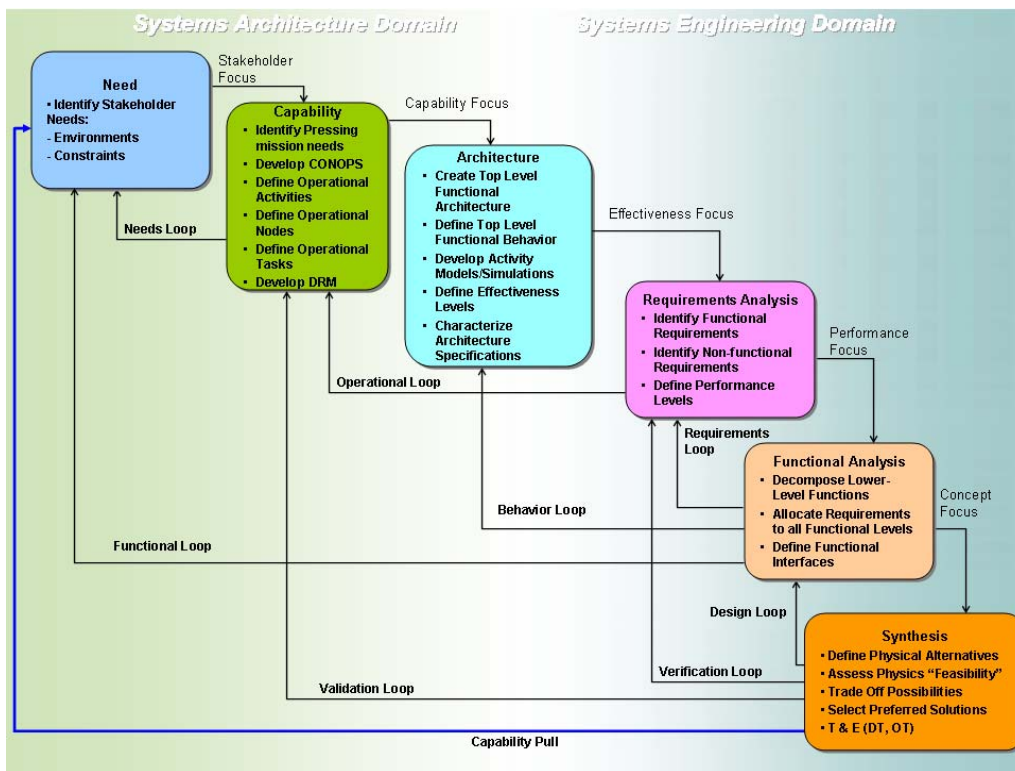 Systems Architecture Domain
Systems Engineering Domain
Need
▪ Identify Stakeholder
Needs:
- Environments
- Constraints
Stakeholder
Focus
Capability
▪ Identify Pressing
mission needs
▪ Develop CONOPS
▪ Define Operational
Activities
▪ Define Operational
Nodes
▪ Define Operational
Tasks
▪ Develop DRM
Capability Focus
Architecture
▪ Create Top Level
Functional
Architecture
▪ Define Top Level
Functional Behavior
▪ Develop Activity
Models/Simulations
▪ Define Effectiveness
Levels
▪ Characterize
Architecture
Specifications
Effectiveness Focus
Requirements Analysis
▪ Identify Functional
Requirements
▪ Identify Non-functional
Requirements
▪ Define Performance
Levels
Performance
Focus
Functional Analysis
▪ Decompose Lower-
Level Functions
▪ Allocate Requirements
to all Functional Levels
▪ Define Functional
Interfaces
Concept
Focus
Synthesis
▪ Define Physical Alternatives
▪ Assess Physics “Feasibility”
▪ Trade Off Possibilities
▪ Select Preferred Solutions
▪ T & E (DT, OT)
Needs Loop
Operational Loop
Requirements
Loop
Behavior Loop
Functional Loop
Design Loop
Verification Loop
Validation Loop
Capability Pull